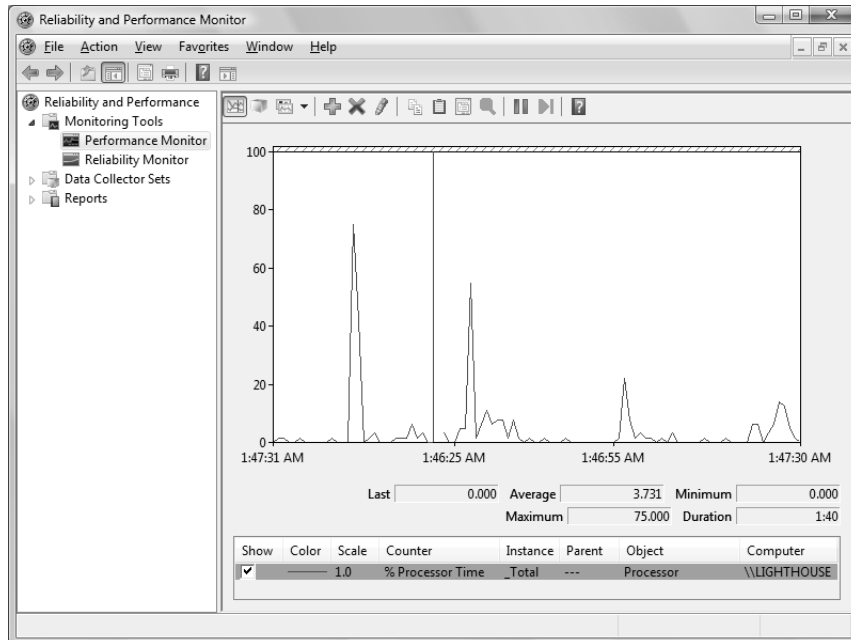 Reliability and Performance Monitor
File Action View Favorites Window Help
Reliability and Performance
Monitoring Tools
Performance Monitor
Reliability Monitor
Data Collector Sets
Reports
100
80
60
40
20
0
1:47:31 AM 1:46:25 AM 1:46:55 AM 1:47:30 AM
Last 0.000 Average 3.731 Minimum 0.000
Maximum 75.000 Duration 1:40
Show Color Scale Counter Instance Parent Object Computer
1.0 % Processor Time _Total --- Processor \\LIGHTHOUSE